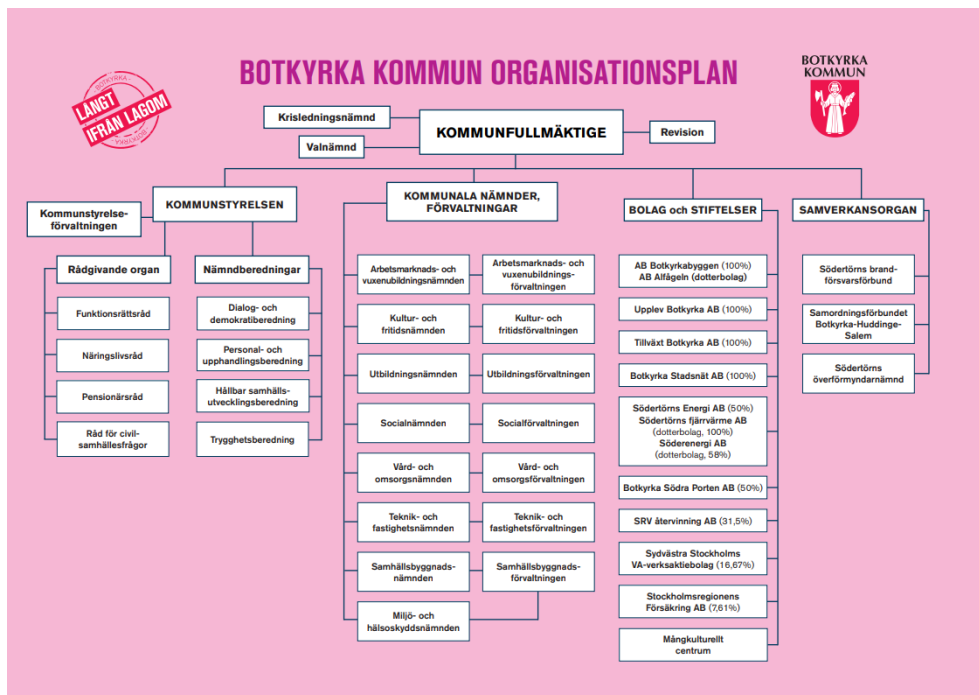 BOTKYRKA KOMMUN ORGANISATIONSPLAN
BOTKYRKA
LÅNGT
IFRÅN LAGOM
BOTKYRKA
BOTKYRKA
KOMMUN
Krisledningsnämnd
Valnämnd
KOMMUNFULLMÄKTIGE
Revision
KOMMUNSTYRELSEN
Kommunstyrelse-
förvaltningen
Rådgivande organ
Funktionsrättsråd
Näringslivsråd
Pensionärsråd
Råd för civil-
samhällesfrågor
Nämndberedningar
Dialog- och
demokratiberedning
Personal- och
upphandlingsberedning
Hållbar samhälls-
utvecklingsberedning
Trygghetsberedning
KOMMUNALA NÄMNDER,
FÖRVALTNINGAR
Arbetsmarknads- och
vuxenubildningsnämnden
Arbetsmarknads- och
vuxenubildnings-
förvaltningen
Kultur- och
fritidsnämnden
Kultur- och
fritidsförvaltningen
Utbildningsnämnden
Utbildningsförvaltningen
Socialnämnden
Socialförvaltningen
Vård- och
omsorgsnämnden
Vård- och
omsorgsförvaltningen
Teknik- och
fastighetsnämnden
Teknik- och
fastighetsförvaltningen
Samhällsbyggnads-
nämnden
Samhällsbyggnads-
förvaltningen
Miljö- och
hälsoskyddsnämnden
BOLAG och STIFTELSER
AB Botkyrkabyggen (100%)
AB Alfågeln (dotterbolag)
Upplev Botkyrka AB (100%)
Tillväxt Botkyrka AB (100%)
Botkyrka Stadsnät AB (100%)
Södertörns Energi AB (50%)
Södertörns fjärrvärme AB
(dotterbolag, 100%)
Söderenergi AB
(dotterbolag, 58%)
Botkyrka Södra Porten AB (50%)
SRV återvinning AB (31,5%)
Sydvästra Stockholms
VA-verksaktiebolag (16,67%)
Stockholmsregionens
Försäkring AB (7,61%)
Mångkulturellt
centrum
SAMVERKANSORGAN
Södertörns brand-
försvarsförbund
Samordningsförbundet
Botkyrka-Huddinge-
Salem
Södertörns
överförmyndarnämnd